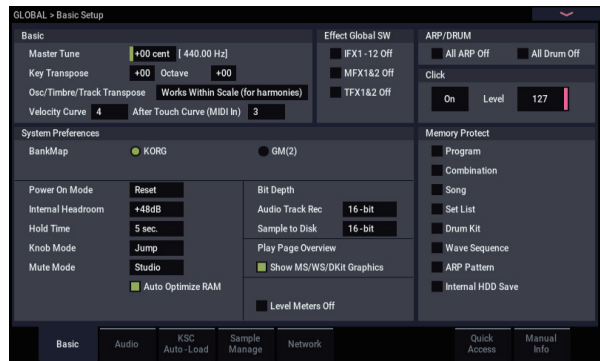 GLOBAL > Basic Setup
Basic
Master Tune +00 cent [ 440.00 Hz]
Key Transpose +00 Octave +00
Osc/Timbre/Track Transpose Works Within Scale (for harmonies)
Velocity Curve 4 After Touch Curve (MIDI In) 3
Effect Global SW
IFX1-12 Off
MFX1&2 Off
TFX1&2 Off
ARP/DRUM
All ARP Off All Drum Off
Click
On Level 127
System Preferences
BankMap KORG GM(2)
Power On Mode Reset
Internal Headroom +48dB
Hold Time 5 sec.
Knob Mode Jump
Mute Mode Studio
Auto Optimize RAM
Bit Depth
Audio Track Rec 16-bit
Sample to Disk 16-bit
Play Page Overview
Show MS/WS/DKit Graphics
Level Meters Off
Memory Protect
Program
Combination
Song
Set List
Drum Kit
Wave Sequence
ARP Pattern
Internal HDD Save
Basic
Audio
KSC
Auto-Load
Sample
Manage
Network
Quick
Access
Manual
Info